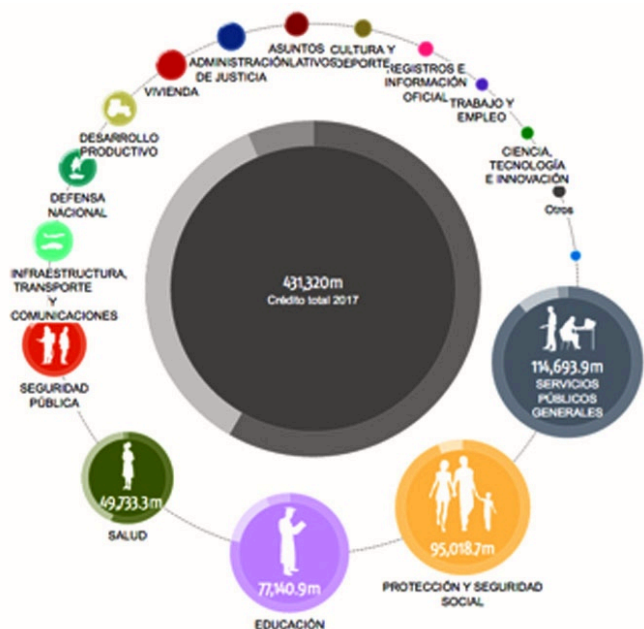 ASUNTOS
LATIVOS
CULTURA Y
DEPORTE
ADMINISTRACIÓN
DE JUSTICIA
REGISTROS E
INFORMACIÓN
OFICIAL
VIVIENDA
TRABAJO Y
EMPLEO
DESARROLLO
PRODUCTIVO
CIENCIA,
TECNOLOGÍA
E INNOVACIÓN
DEFENSA
NACIONAL
Otros
INFRAESTRUCTURA,
TRANSPORTE
Y
COMUNICACIONES
431,320m
Crédito total 2017
SEGURIDAD
PÚBLICA
114,693.9m
SERVICIOS
PÚBLICOS
GENERALES
49,733.3m
SALUD
95,018.7m
PROTECCIÓN Y SEGURIDAD
SOCIAL
77,140.9m
EDUCACIÓN